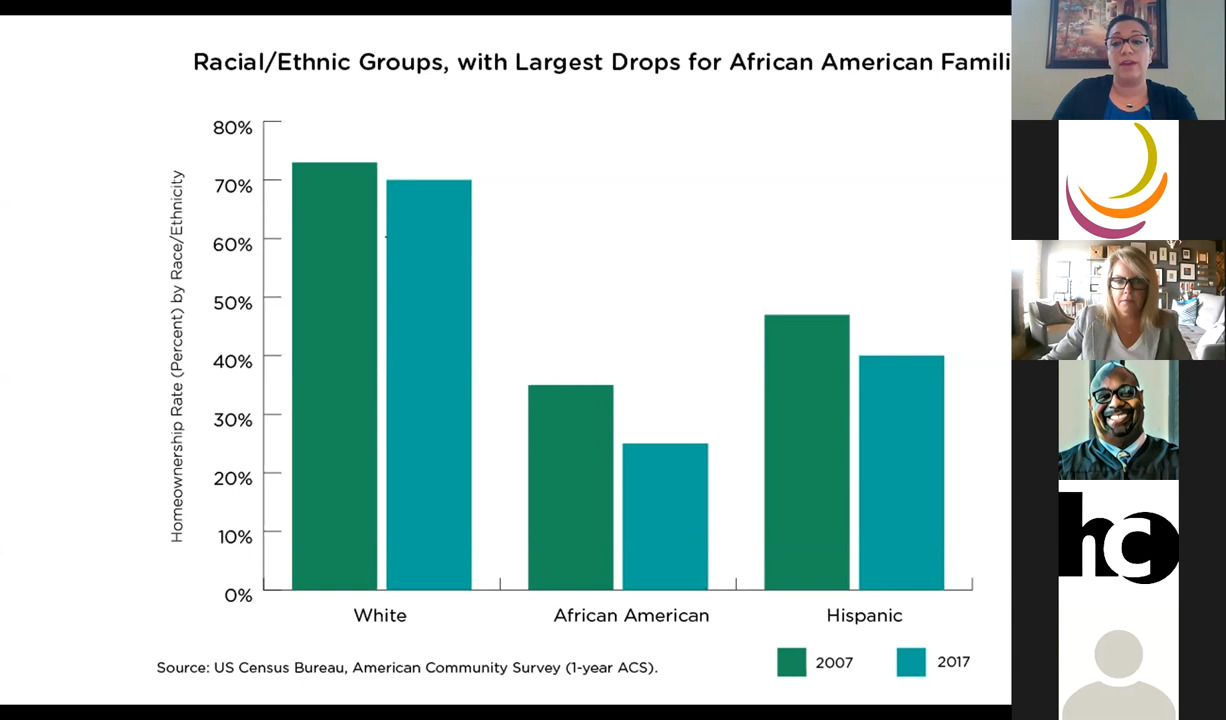 Racial/Ethnic Groups, with Largest Drops for African American Famili
Homeownership Rate (Percent) by Race/Ethnicity
80%
70%
60%
50%
40%
30%
20%
10%
0%
White African American Hispanic
Source: US Census Bureau, American Community Survey (1-year ACS).
2007 2017
hc